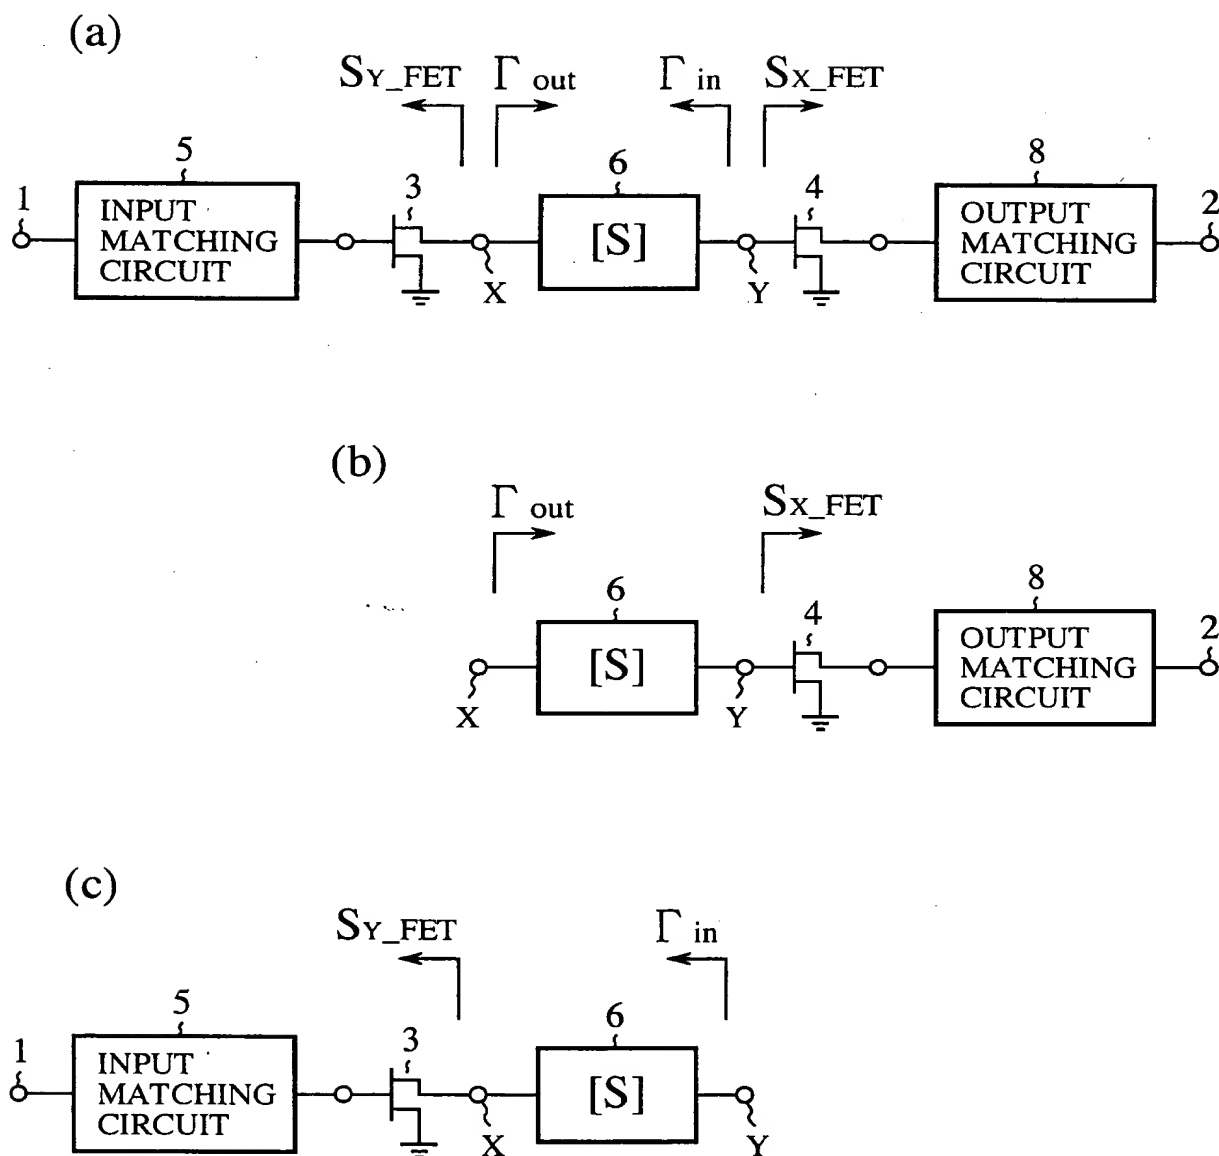 (a)
SY_FET Γout Γin SX_FET
5 3 6 4 8
1 INPUT MATCHING CIRCUIT [S] OUTPUT MATCHING CIRCUIT 2
X Y
(b)
Γout SX_FET
6 4 8
[S] OUTPUT MATCHING CIRCUIT 2
X Y
(c)
SY_FET Γin
5 3 6
1 INPUT MATCHING CIRCUIT [S]
X Y